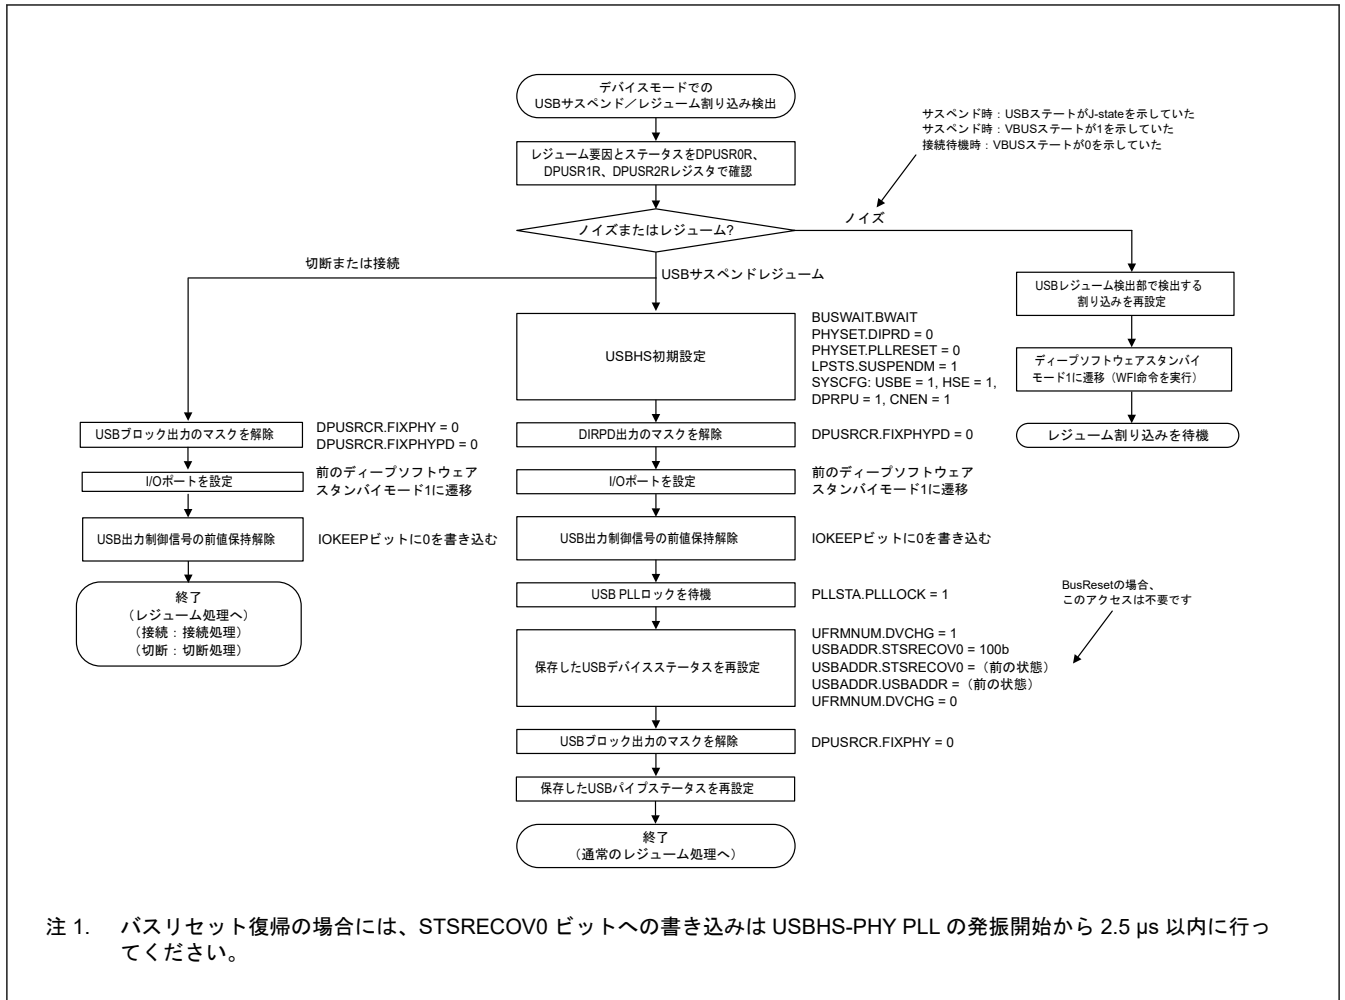 デバイスモードでの
USBサスペンド／レジューム割り込み検出
サスペンド時：USBステートがJ-stateを示していた
サスペンド時：VBUSステートが1を示していた
接続待機時：VBUSステートが0を示していた
レジューム要因とステータスをDPUSR0R、
DPUSR1R、DPUSR2Rレジスタで確認
ノイズまたはレジューム?
ノイズ
切断または接続
USBサスペンドレジューム
USBレジューム検出部で検出する
割り込みを再設定
ディープソフトウェアスタンバイ
モード1に遷移（WFI命令を実行）
レジューム割り込みを待機
USBHS初期設定
BUSWAIT.BWAIT
PHYSET.DIPRD = 0
PHYSET.PLLRESET = 0
LPSTS.SUSPENDM = 1
SYSCFG: USBE = 1, HSE = 1,
DPRPU = 1, CNEN = 1
USBブロック出力のマスクを解除
DPUSRCR.FIXPHY = 0
DPUSRCR.FIXPHYPD = 0
I/Oポートを設定
前のディープソフトウェア
スタンバイモード1に遷移
USB出力制御信号の前値保持解除
IOKEEPビットに0を書き込む
終了
（レジューム処理へ）
（接続：接続処理）
（切断：切断処理）
DIRPD出力のマスクを解除
DPUSRCR.FIXPHYPD = 0
I/Oポートを設定
前のディープソフトウェア
スタンバイモード1に遷移
USB出力制御信号の前値保持解除
IOKEEPビットに0を書き込む
USB PLLロックを待機
PLLSTA.PLLLOCK = 1
BusResetの場合、
このアクセスは不要です
保存したUSBデバイスステータスを再設定
UFRMNUM.DVCHG = 1
USBADDR.STSRECOV0 = 100b
USBADDR.STSRECOV0 =（前の状態）
USBADDR.USBADDR =（前の状態）
UFRMNUM.DVCHG = 0
USBブロック出力のマスクを解除
DPUSRCR.FIXPHY = 0
保存したUSBパイプステータスを再設定
終了
（通常のレジューム処理へ）
注 1. バスリセット復帰の場合には、STSRECOV0 ビットへの書き込みは USBHS-PHY PLL の発振開始から 2.5 μs 以内に行っ
てください。